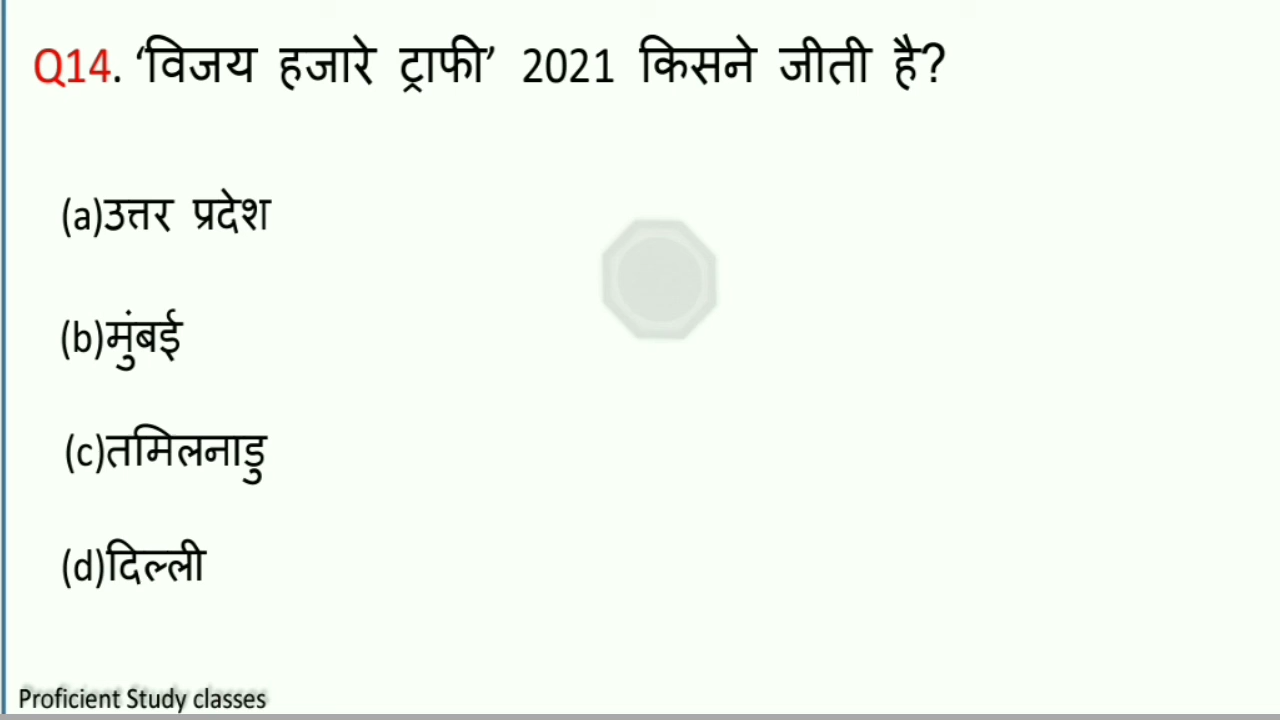 Q14. ‘विजय हजारे ट्राफी’ 2021 किसने जीती है?
(a)उत्तर प्रदेश
(b)मुंबई
(c)तमिलनाडु
(d)दिल्ली
Proficient Study classes